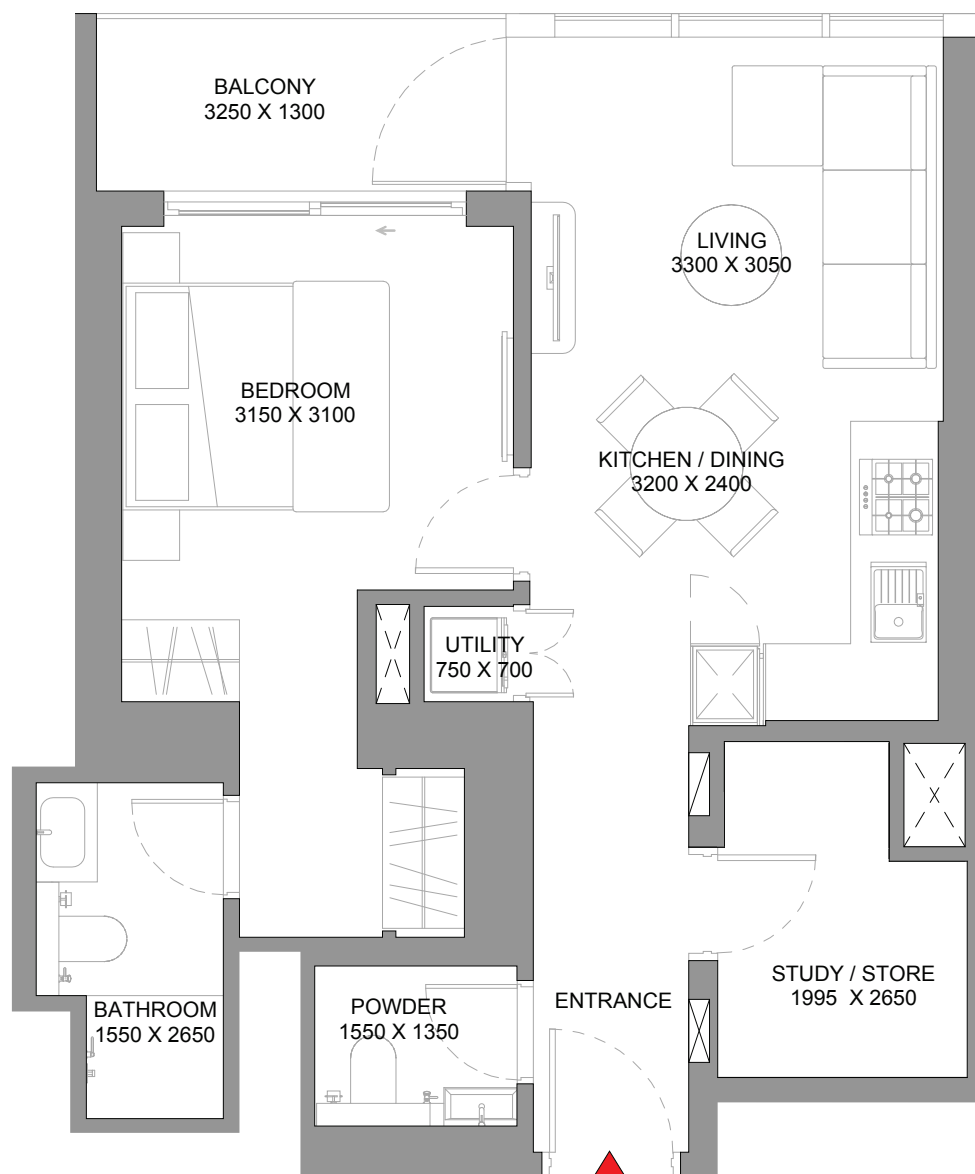 BALCONY
3250 X 1300
LIVING
3300 X 3050
BEDROOM
3150 X 3100
KITCHEN / DINING
3200 X 2400
UTILITY
750 X 700
STUDY / STORE
1995 X 2650
BATHROOM
1550 X 2650
POWDER
1550 X 1350
ENTRANCE